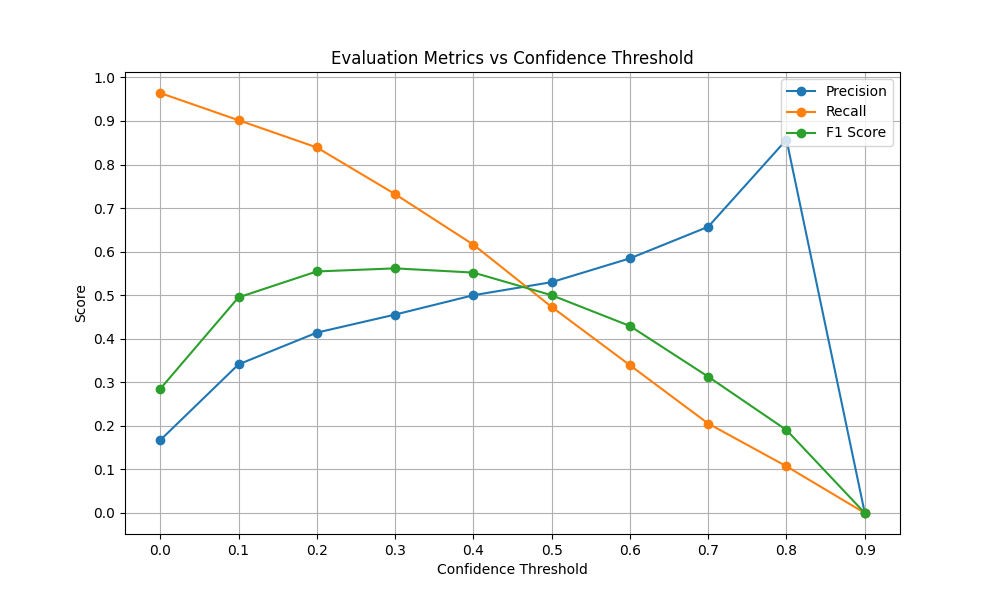 Evaluation Metrics vs Confidence Threshold
Precision
Recall
F1 Score
Score
1.0
0.9
0.8
0.7
0.6
0.5
0.4
0.3
0.2
0.1
0.0
0.0 0.1 0.2 0.3 0.4 0.5 0.6 0.7 0.8 0.9
Confidence Threshold